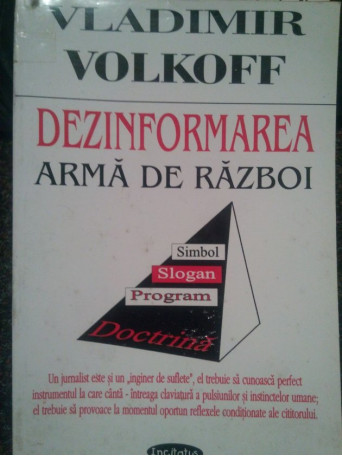 VLADIMIR
VOLKOFF
DEZINFORMAREA
ARMĂ DE RĂZBOI
Simbol
Slogan
Program
Doctrină
Un jurnalist este și un „inginer de suflete", el trebuie să cunoască perfect
instrumentul la care cântă - întreaga claviatură a pulsiunilor și instinctelor umane;
el trebuie să provoace la momentul oportun reflexele condiționate ale cititorului.